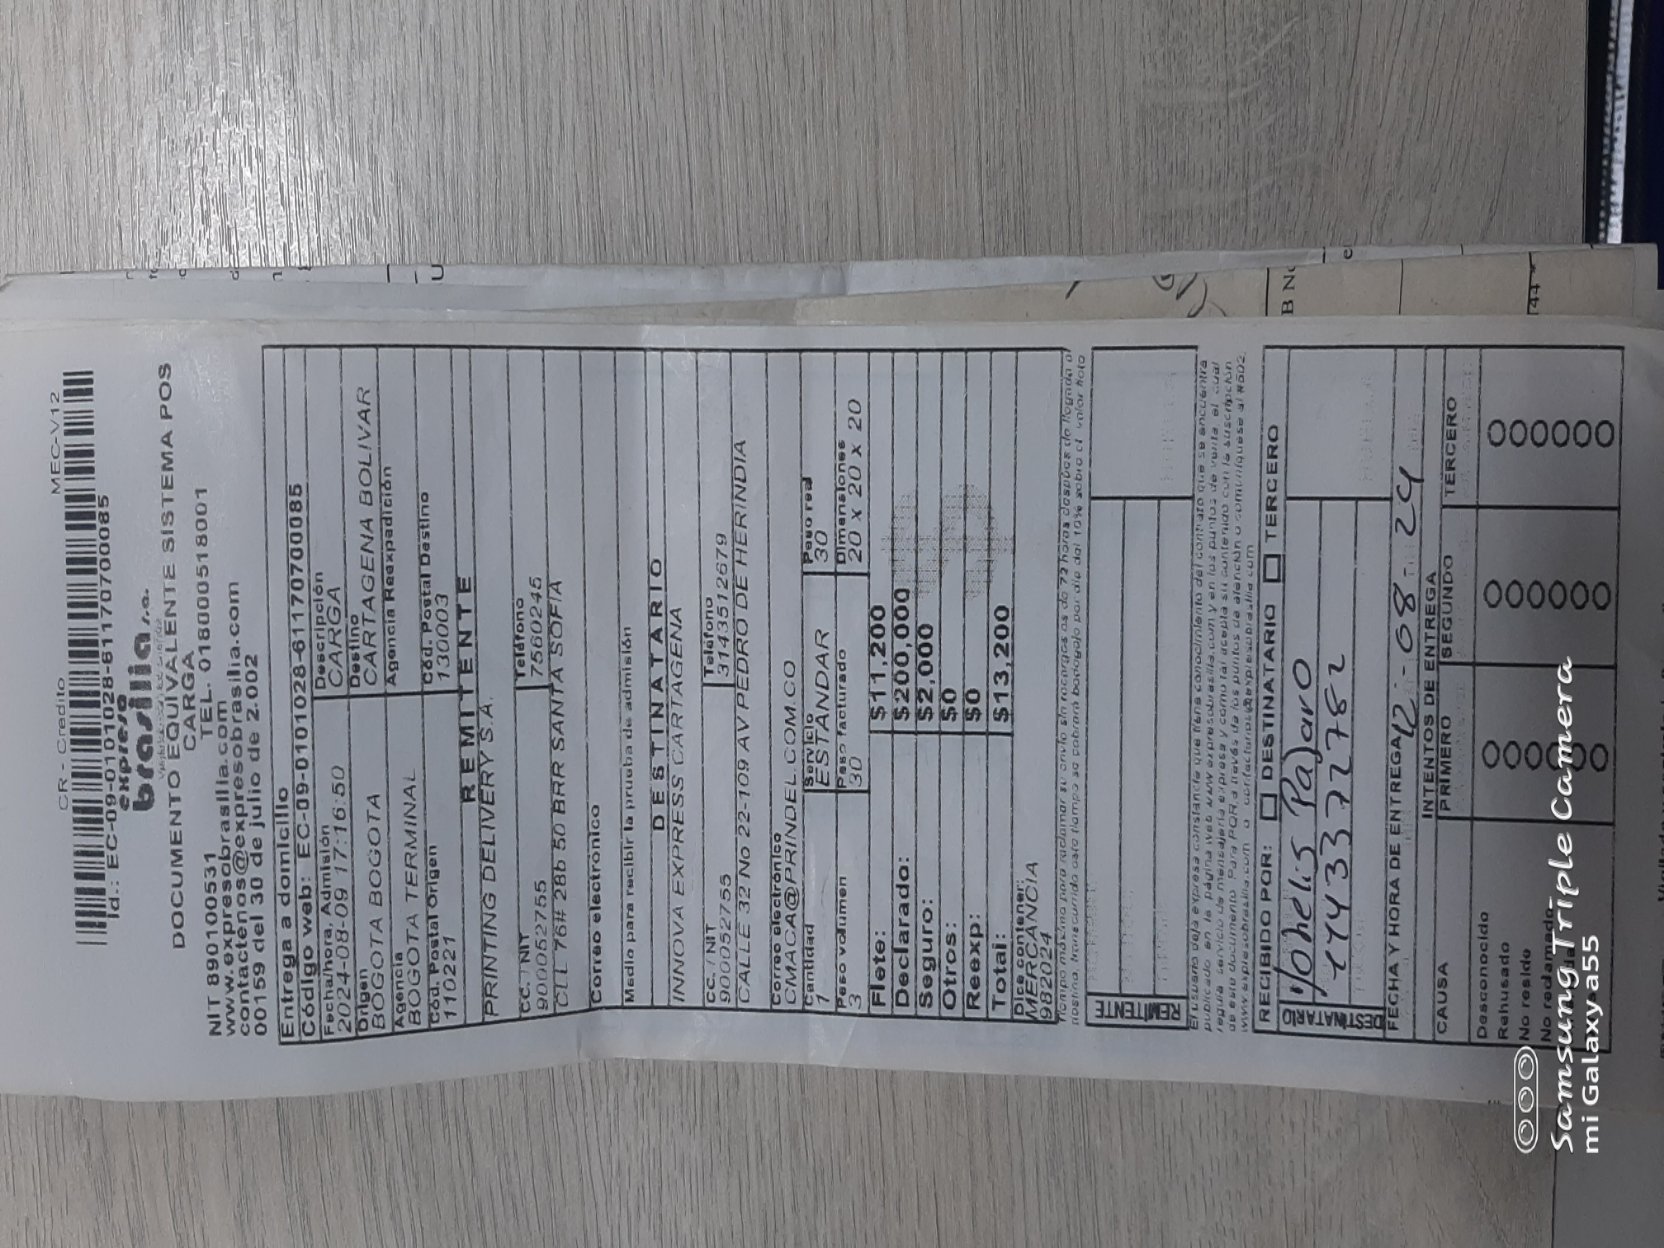 CR - Credito MEC-V12
Id.: EC-09-0101028-8117070­0085
expreso
brasilia s.a.
DOCUMENTO EQUIVALENTE SISTEMA POS
CARGA
NIT 890100531 TEL. 018000518001
www.expresobrasilia.com
contactenos@expresobrasilia.com
00159 del 30 de julio de 2.002
Entrega a domicilio
Código web: EC-09-0101028-81170700085
Fecha/hora. Admisión Descripción
2024-08-09 17:16:50 CARGA
Origen Destino
BOGOTA BOGOTA CARTAGENA BOLIVAR
Agencia Agencia Reexpadición
BOGOTA TERMINAL
Cód. Postal Origen Cód. Postal Destino
110221 130003
REMITENTE
PRINTING DELIVERY S.A.
CC. / NIT Teléfono
9000052755 7560245
CLL 76# 28b 50 BRR SANTA SOFIA
Correo electrónico
Medio para recibir la prueba de admisión
DESTINATARIO
INNOVA EXPRESS CARTAGENA
CC. / NIT Teléfono
9000052755 3143512679
CALLE 32 No 22-109 AV PEDRO DE HERINDIA
Correo electrónico
CMACA@PRINDEL.COM.CO
Cantidad Servicio Peso real
1 ESTANDAR 30
Peso volumen Peso facturado Dimensiones
3 30 20 x 20 x 20
Flete: $11,200
Declarado: $200,000
Seguro: $2,000
Otros: $0
Reexp: $0
Total: $13,200
Dice contener:
MERCANCIA
982024
REMITENTE
RECIBIDO POR: DESTINATARIO TERCERO
DESTINATARIO
Yohelis Pajaro
FECHA Y HORA DE ENTREGA 12-08 24
INTENTOS DE ENTREGA
CAUSA PRIMERO SEGUNDO TERCERO
Desconocido
Rehusado
No reside
No reclamado
Samsung Triple Camera
mi Galaxy a55